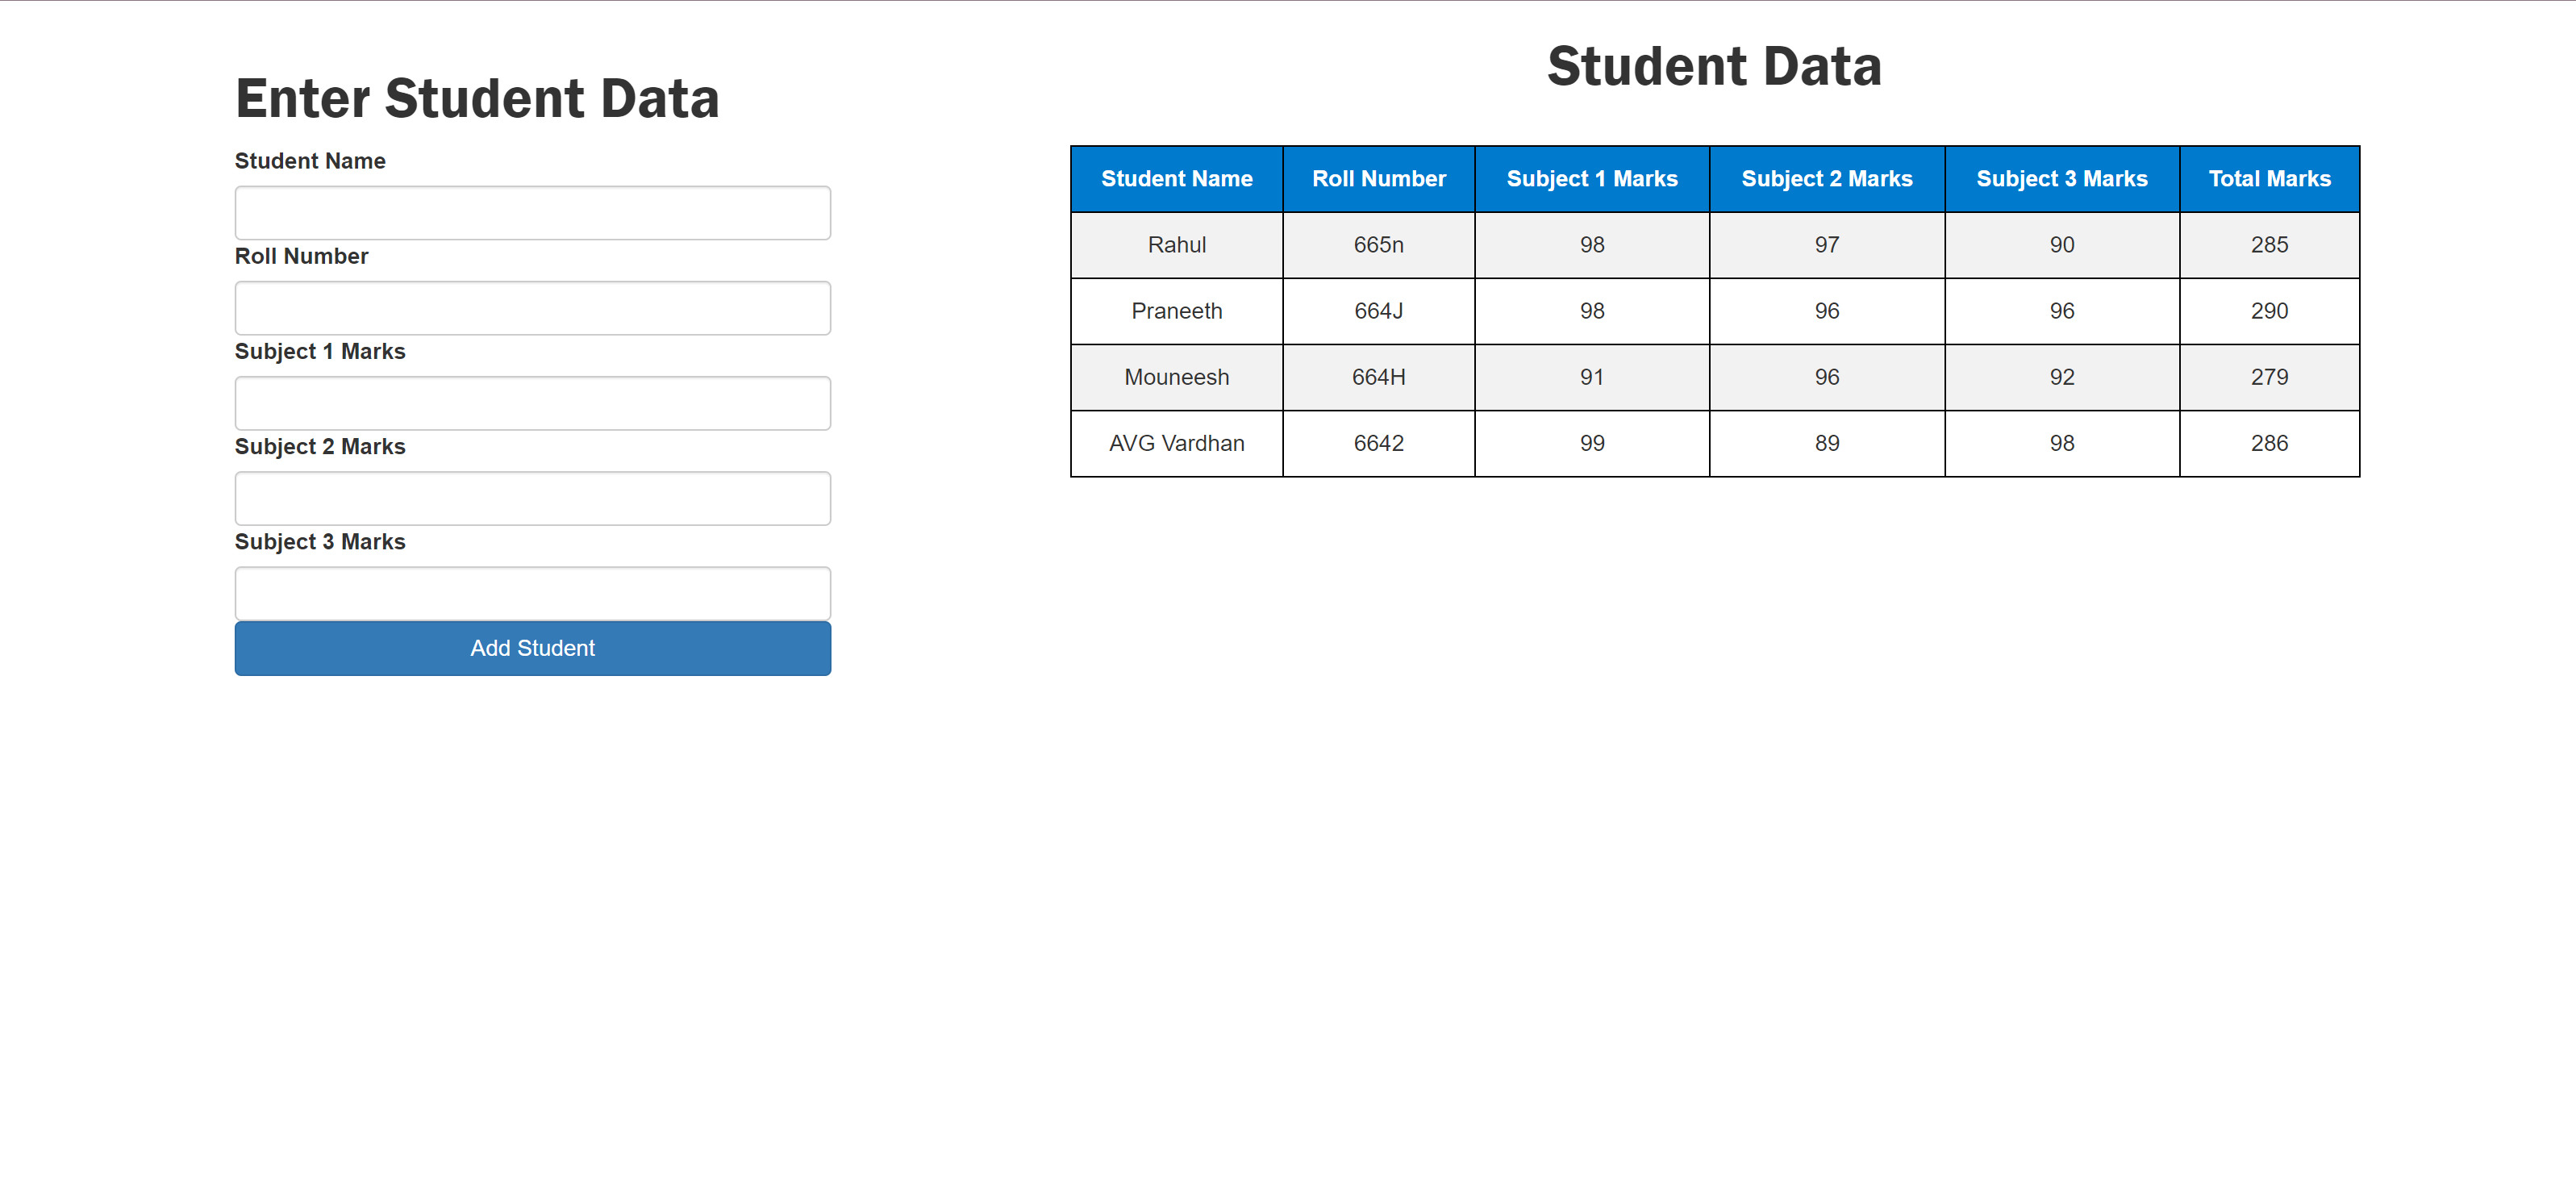 Enter Student Data
Student Name
Roll Number
Subject 1 Marks
Subject 2 Marks
Subject 3 Marks
Add Student
Student Data
Student Name Roll Number Subject 1 Marks Subject 2 Marks Subject 3 Marks Total Marks
Rahul 665n 98 97 90 285
Praneeth 664J 98 96 96 290
Mouneesh 664H 91 96 92 279
AVG Vardhan 6642 99 89 98 286